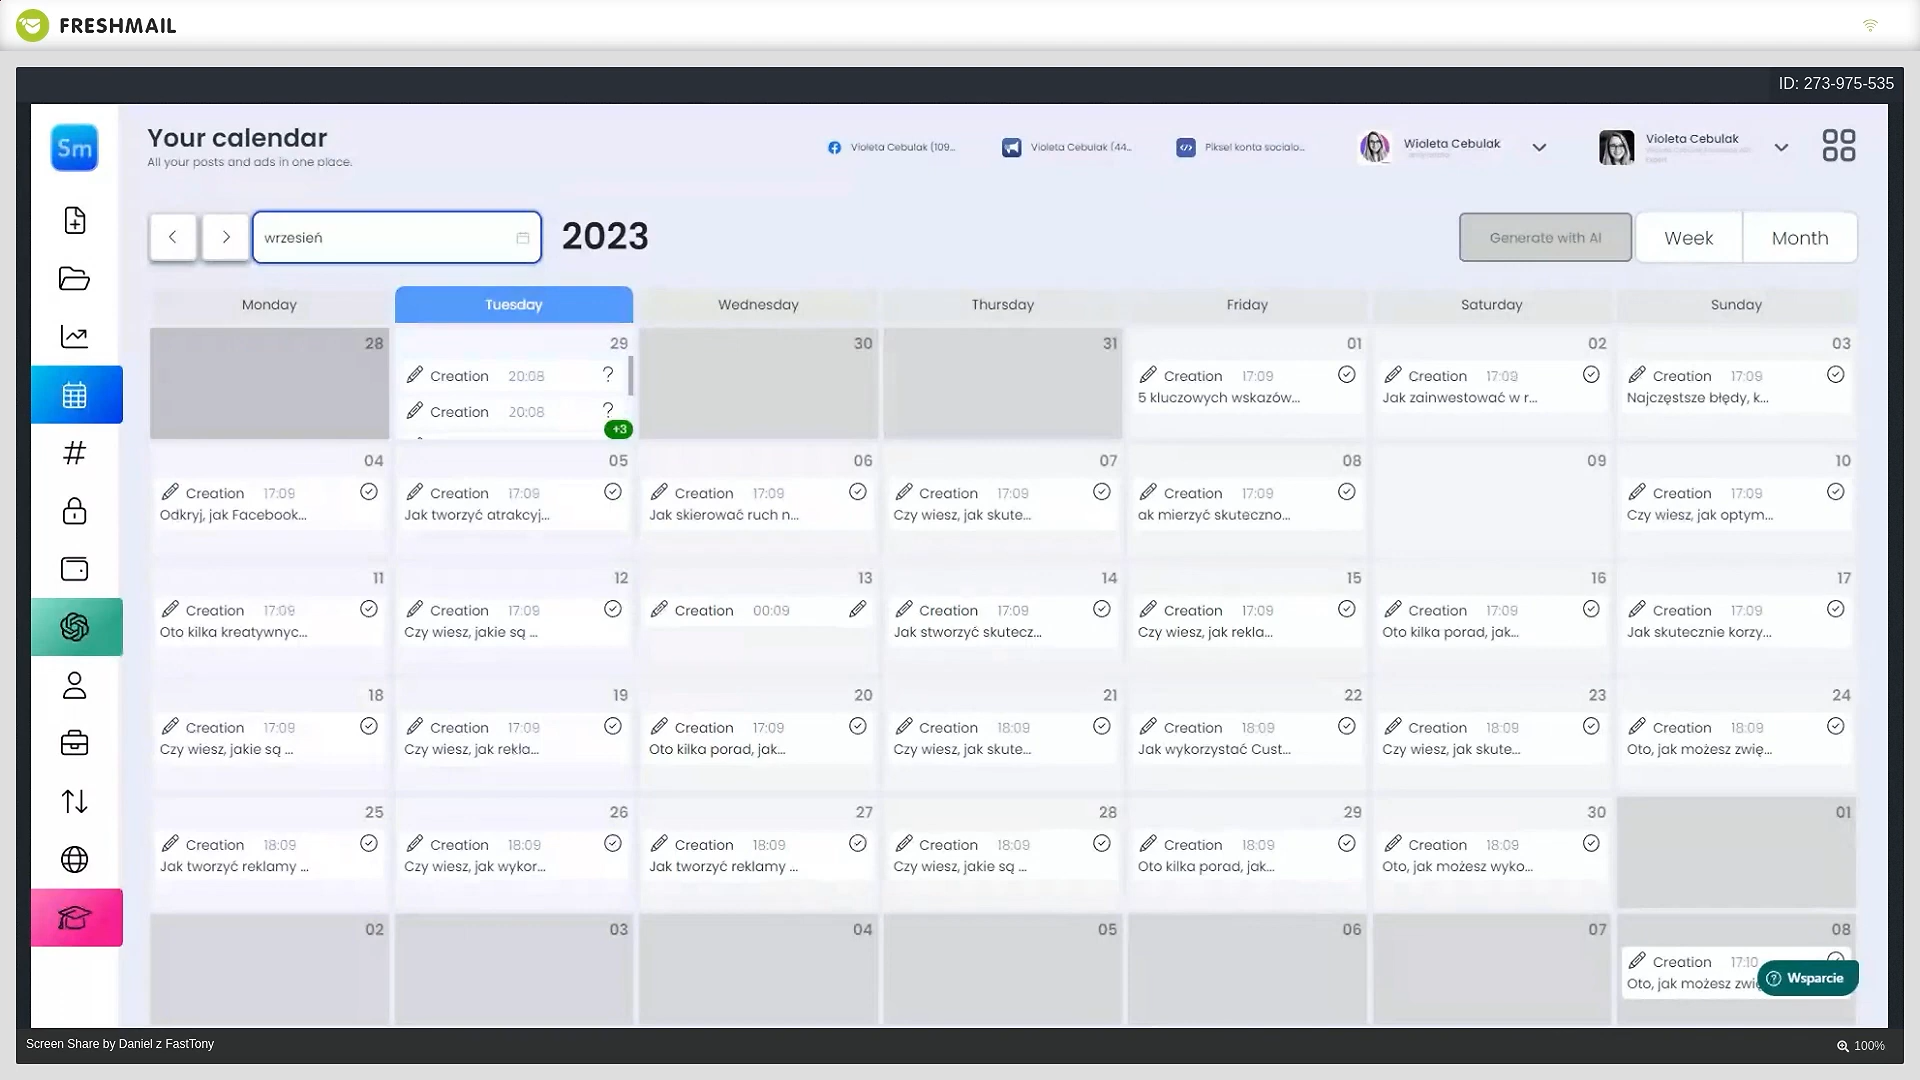 FRESHMAIL
ID: 273-975-535
Sm
Your calendar
All your posts and ads in one place.
Violeta Cebulak (109...
Violeta Cebulak (44...
Piksel konta socialo...
Wioleta Cebulak
Violeta Cebulak
wrzesień
2023
Generate with AI
Week
Month
Monday Tuesday Wednesday Thursday Friday Saturday Sunday
28 29 30 31 01 02 03
Creation 20:08 ? Creation 17:09 Creation 17:09 Creation 17:09
5 kluczowych wskazów... Jak zainwestować w r... Najczęstsze błędy, k...
Creation 20:08 ?
+3
04 05 06 07 08 09 10
Creation 17:09 Creation 17:09 Creation 17:09 Creation 17:09 Creation 17:09 Creation 17:09
Odkryj, jak Facebook... Jak tworzyć atrakcyj... Jak skierować ruch n... Czy wiesz, jak skute... ak mierzyć skuteczno... Czy wiesz, jak optym...
11 12 13 14 15 16 17
Creation 17:09 Creation 17:09 Creation 00:09 Creation 17:09 Creation 17:09 Creation 17:09 Creation 17:09
Oto kilka kreatywnyc... Czy wiesz, jakie są ... Jak stworzyć skutecz... Czy wiesz, jak rekla... Oto kilka porad, jak... Jak skutecznie korzy...
18 19 20 21 22 23 24
Creation 17:09 Creation 17:09 Creation 17:09 Creation 18:09 Creation 18:09 Creation 18:09 Creation 18:09
Czy wiesz, jakie są ... Czy wiesz, jak rekla... Oto kilka porad, jak... Czy wiesz, jak skute... Jak wykorzystać Cust... Czy wiesz, jak skute... Oto, jak możesz zwię...
25 26 27 28 29 30 01
Creation 18:09 Creation 18:09 Creation 18:09 Creation 18:09 Creation 18:09 Creation 18:09
Jak tworzyć reklamy ... Czy wiesz, jak wykor... Jak tworzyć reklamy ... Czy wiesz, jakie są ... Oto kilka porad, jak... Oto, jak możesz wyko...
02 03 04 05 06 07 08
Creation 17:10
Oto, jak możesz zwię
Wsparcie
Screen Share by Daniel z FastTony
100%